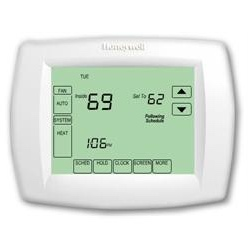 Honeywell
TUE
FAN
AUTO
SYSTEM
HEAT
Inside 69
Set To 62
Following
Schedule
1:06 PM
SCHED HOLD CLOCK SCREEN MORE